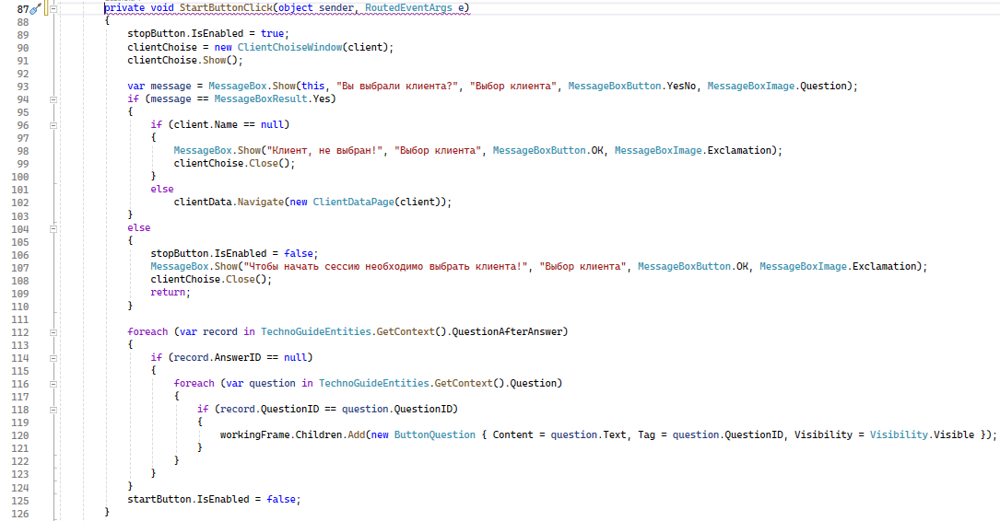 87 private void StartButtonClick(object sender, RoutedEventArgs e)
88 {
89 stopButton.IsEnabled = true;
90 clientChoise = new ClientChoiseWindow(client);
91 clientChoise.Show();
92
93 var message = MessageBox.Show(this, "Вы выбрали клиента?", "Выбор клиента", MessageBoxButton.YesNo, MessageBoxImage.Question);
94 if (message == MessageBoxResult.Yes)
95 {
96 if (client.Name == null)
97 {
98 MessageBox.Show("Клиент, не выбран!", "Выбор клиента", MessageBoxButton.OK, MessageBoxImage.Exclamation);
99 clientChoise.Close();
100 }
101 else
102 clientData.Navigate(new ClientDataPage(client));
103 }
104 else
105 {
106 stopButton.IsEnabled = false;
107 MessageBox.Show("Чтобы начать сессию необходимо выбрать клиента!", "Выбор клиента", MessageBoxButton.OK, MessageBoxImage.Exclamation);
108 clientChoise.Close();
109 return;
110 }
111
112 foreach (var record in TechnoGuideEntities.GetContext().QuestionAfterAnswer)
113 {
114 if (record.AnswerID == null)
115 {
116 foreach (var question in TechnoGuideEntities.GetContext().Question)
117 {
118 if (record.QuestionID == question.QuestionID)
119 {
120 workingFrame.Children.Add(new ButtonQuestion { Content = question.Text, Tag = question.QuestionID, Visibility = Visibility.Visible });
121 }
122 }
123 }
124 }
125 startButton.IsEnabled = false;
126 }